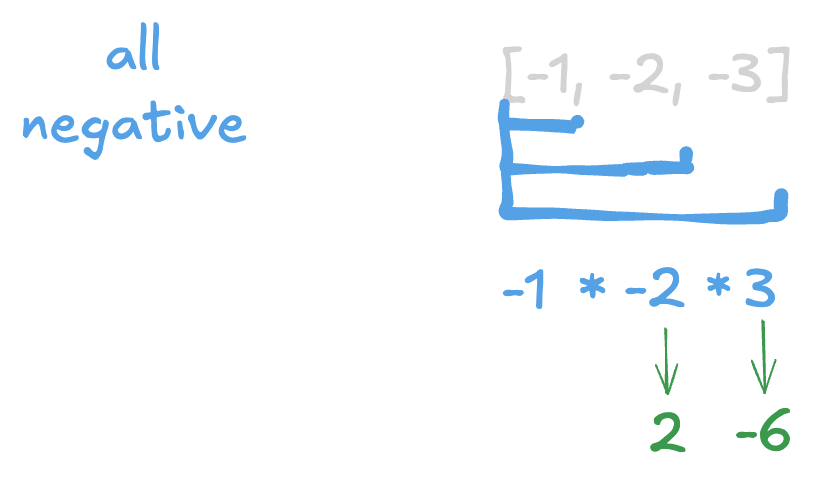 all
negative
[-1, -2, -3]
-1 * -2 * 3
2 -6